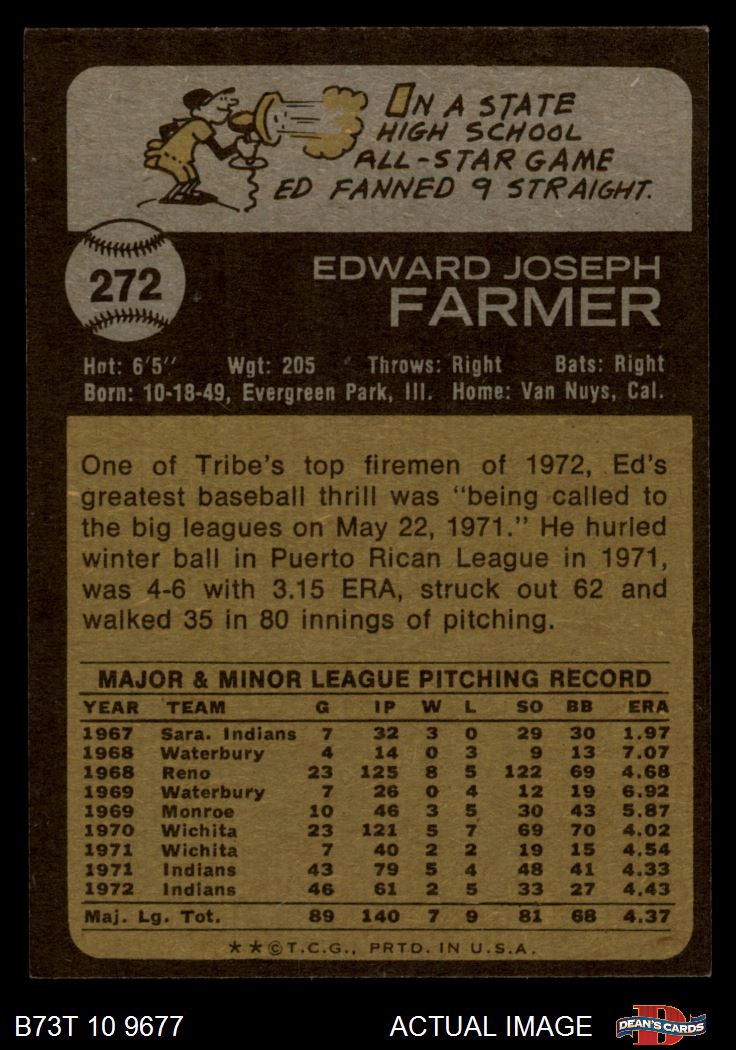 IN A STATE
HIGH SCHOOL
ALL-STAR GAME
ED FANNED 9 STRAIGHT.
272
EDWARD JOSEPH
FARMER
Hgt: 6'5'' Wgt: 205 Throws: Right Bats: Right
Born: 10-18-49, Evergreen Park, Ill. Home: Van Nuys, Cal.
One of Tribe's top firemen of 1972, Ed's
greatest baseball thrill was "being called to
the big leagues on May 22, 1971." He hurled
winter ball in Puerto Rican League in 1971,
was 4-6 with 3.15 ERA, struck out 62 and
walked 35 in 80 innings of pitching.
MAJOR & MINOR LEAGUE PITCHING RECORD
YEAR TEAM G IP W L SO BB ERA
1967 Sara. Indians 7 32 3 0 29 30 1.97
1968 Waterbury 4 14 0 3 9 13 7.07
1968 Reno 23 125 8 5 122 69 4.68
1969 Waterbury 7 26 0 4 12 19 6.92
1969 Monroe 10 46 3 5 30 43 5.87
1970 Wichita 23 121 5 7 69 70 4.02
1971 Wichita 7 40 2 2 19 15 4.54
1971 Indians 43 79 5 4 48 41 4.33
1972 Indians 46 61 2 5 33 27 4.43
Maj. Lg. Tot. 89 140 7 9 81 68 4.37
**©T.C.G., PRTD. IN U.S.A.
B73T 10 9677 ACTUAL IMAGE D DEAN'S CARDS